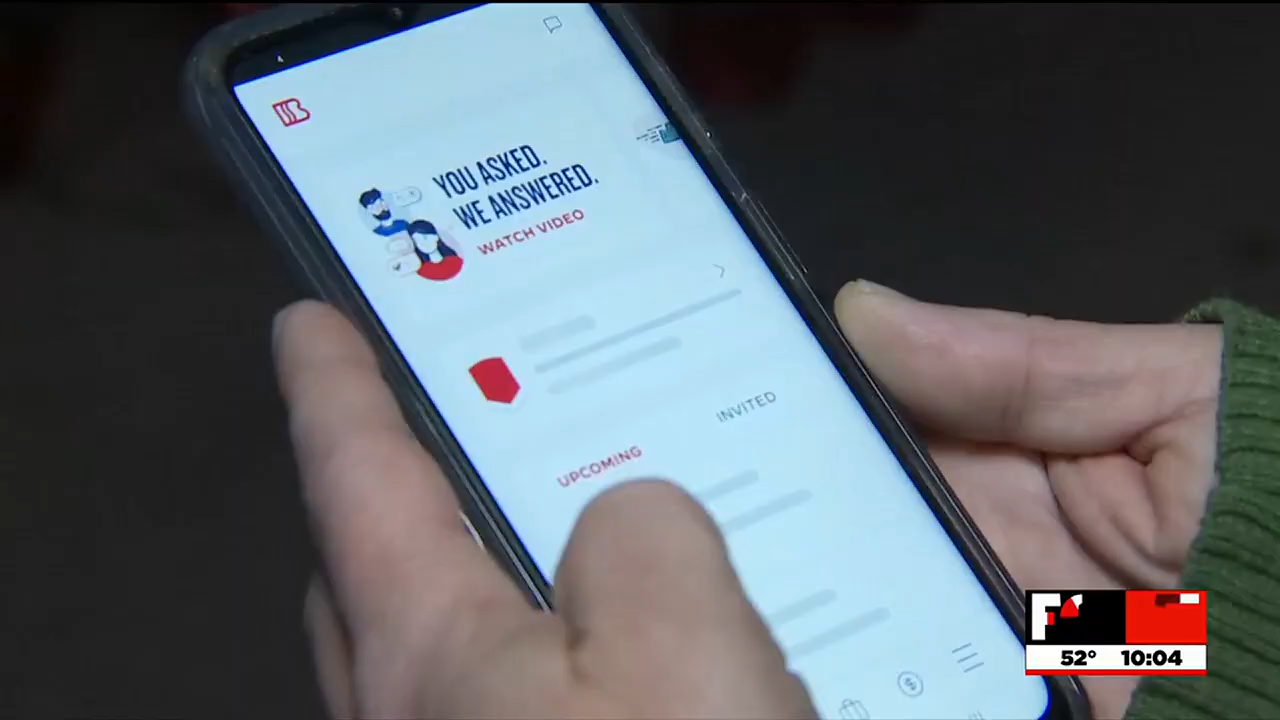 YOU ASKED.
WE ANSWERED.
WATCH VIDEO
INVITED
UPCOMING
52° 10:04